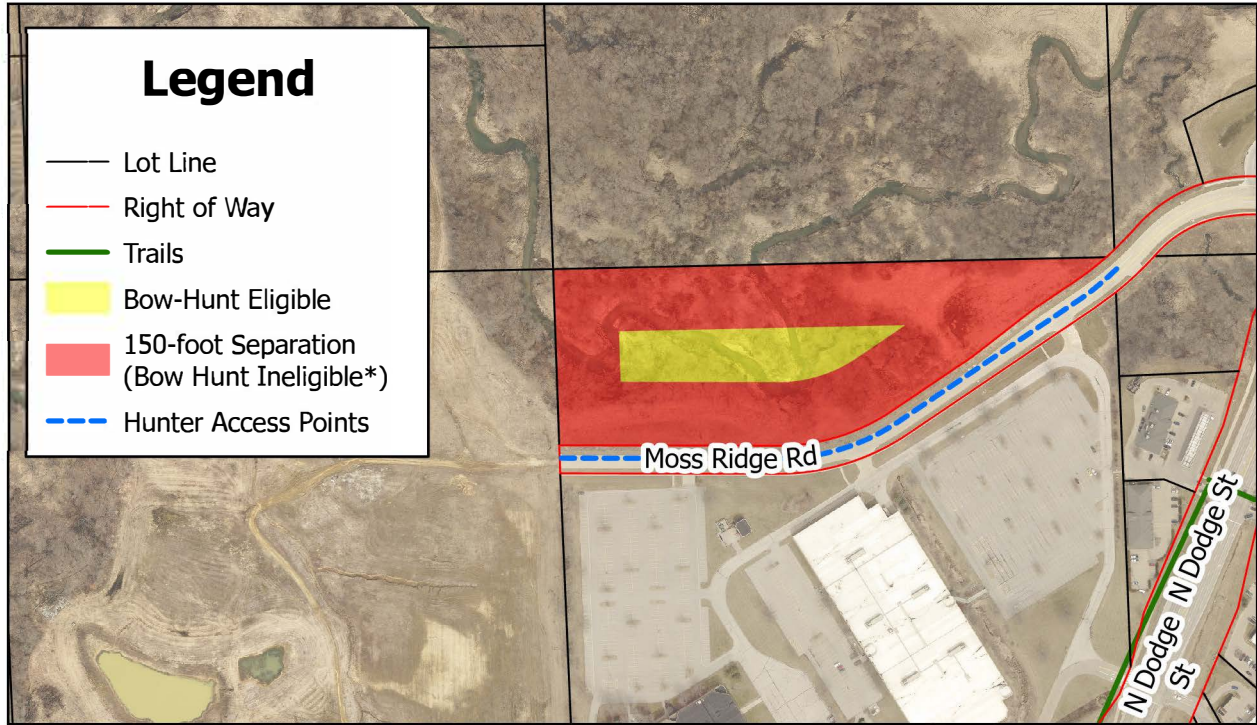 Legend
Lot Line
Right of Way
Trails
Bow-Hunt Eligible
150-foot Separation
(Bow Hunt Ineligible*)
Hunter Access Points
Moss Ridge Rd
N Dodge St
N Dodge
St